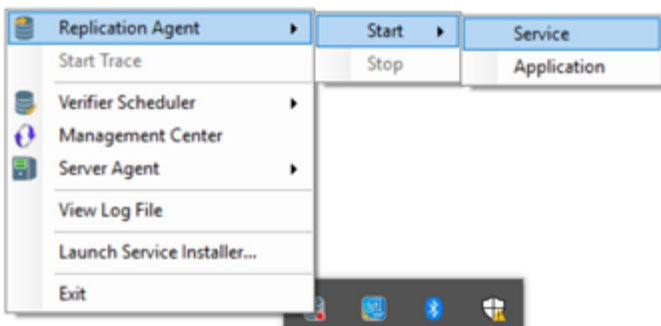 Replication Agent
Start
Service
Start Trace
Stop
Application
Verifier Scheduler
Management Center
Server Agent
View Log File
Launch Service Installer...
Exit